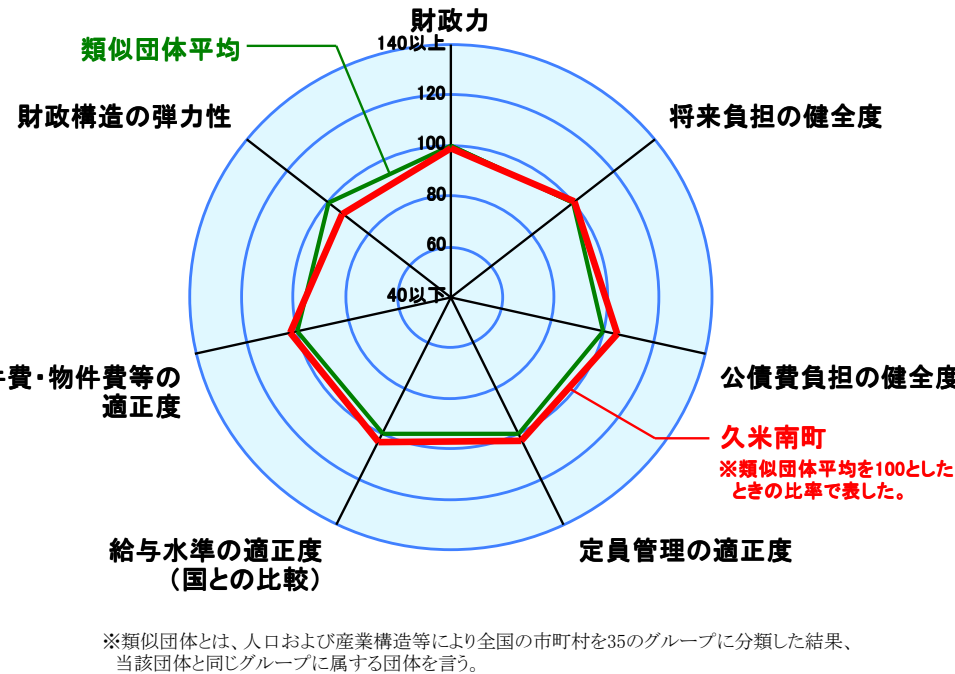 財政力
140以上
類似団体平均
120
財政構造の弾力性
将来負担の健全度
100
80
60
40以下
費・物件費等の
適正度
公債費負担の健全度
久米南町
※類似団体平均を100とした
ときの比率で表した。
給与水準の適正度
(国との比較)
定員管理の適正度
※類似団体とは、人口および産業構造等により全国の市町村を35のグループに分類した結果、
当該団体と同じグループに属する団体を言う。